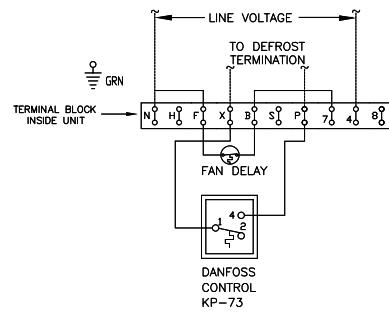 LINE VOLTAGE
TO DEFROST
TERMINATION
GRN
TERMINAL BLOCK
INSIDE UNIT
N H F X B S P 7 4 8
FAN DELAY
4
1
2
DANFOSS
CONTROL
KP-73